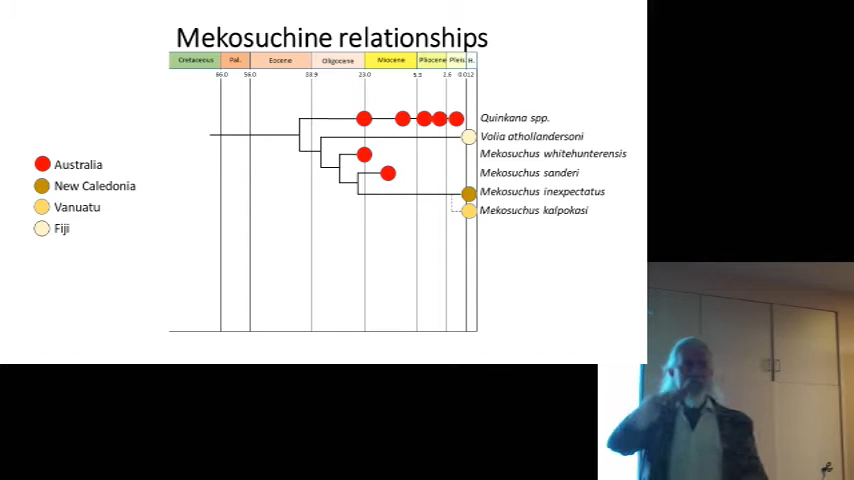 Mekosuchine relationships
Cretaceous Pal. Eocene Oligocene Miocene Pliocene Pleis. H.
66.0 56.0 33.9 23.0 5.3 2.6 0.012
Quinkana spp.
Volia athollandersoni
Mekosuchus whitehunterensis
Mekosuchus sanderi
Mekosuchus inexpectatus
Mekosuchus kalpokasi
Australia
New Caledonia
Vanuatu
Fiji